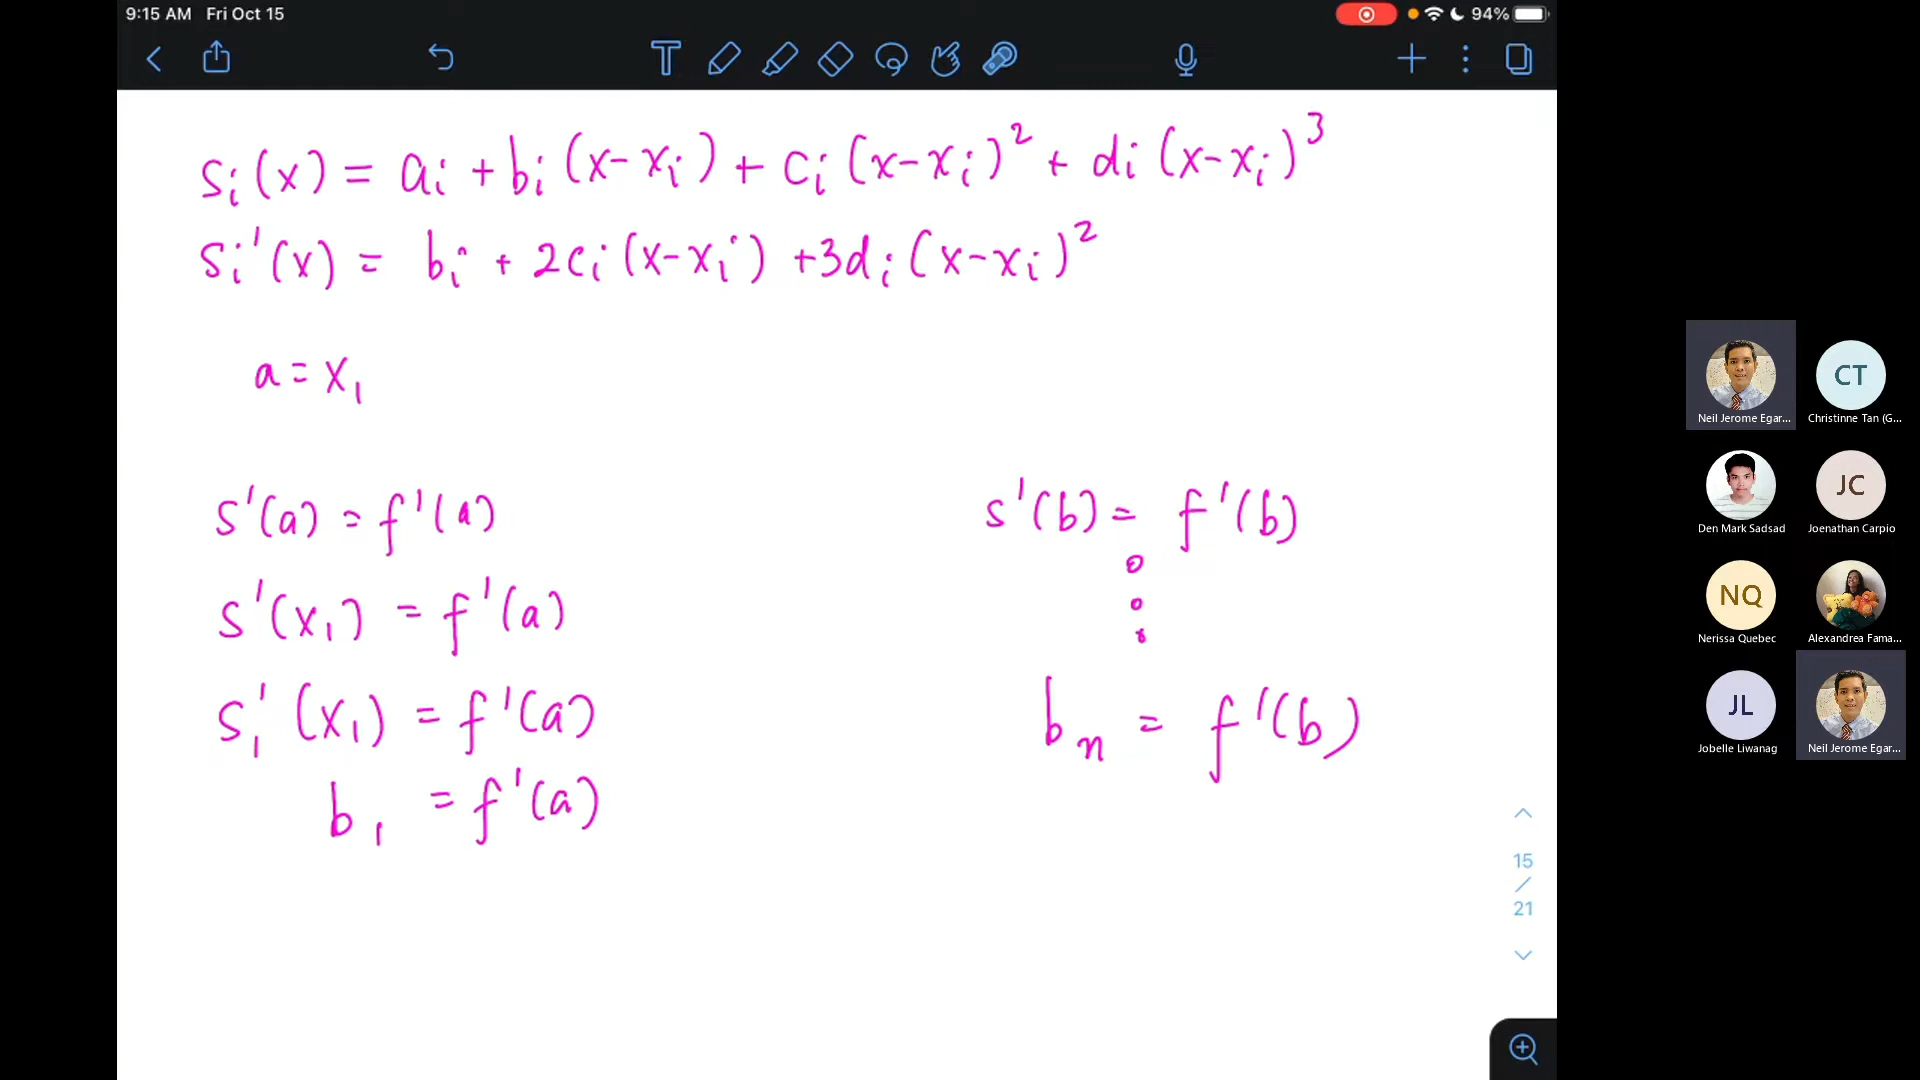 9:15 AM Fri Oct 15
94%
sᵢ(x) = aᵢ + bᵢ(x-xᵢ) + cᵢ(x-xᵢ)² + dᵢ(x-xᵢ)³
sᵢ'(x) = bᵢ + 2cᵢ(x-xᵢ) + 3dᵢ(x-xᵢ)²
a = x₁
s'(a) = f'(a)
s'(x₁) = f'(a)
s₁'(x₁) = f'(a)
b₁ = f'(a)
s'(b) = f'(b)
bₙ = f'(b)
15
/
21
Neil Jerome Egar...
CT
Christinne Tan (G...
Den Mark Sadsad
JC
Joenathan Carpio
NQ
Nerissa Quebec
Alexandrea Fama...
JL
Jobelle Liwanag
Neil Jerome Egar...